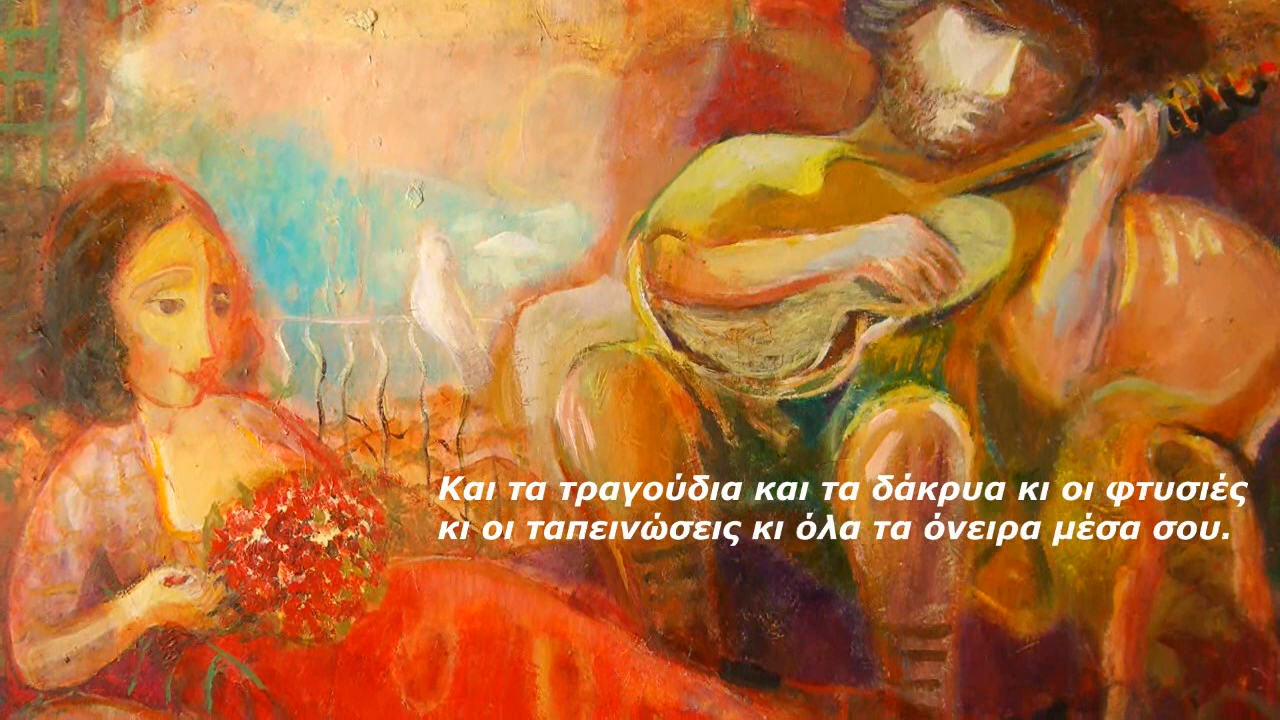 Και τα τραγούδια και τα δάκρυα κι οι φτυσιές
κι οι ταπεινώσεις κι όλα τα όνειρα μέσα σου.